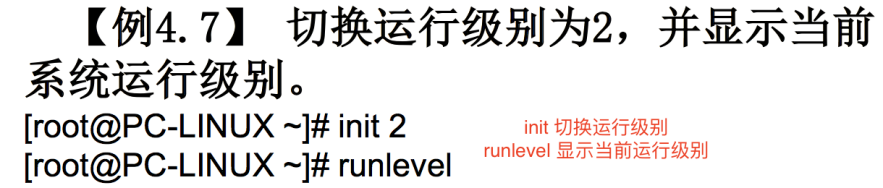 【例4.7】 切换运行级别为2，并显示当前
系统运行级别。
[root@PC-LINUX ~]# init 2
init 切换运行级别
[root@PC-LINUX ~]# runlevel
runlevel 显示当前运行级别